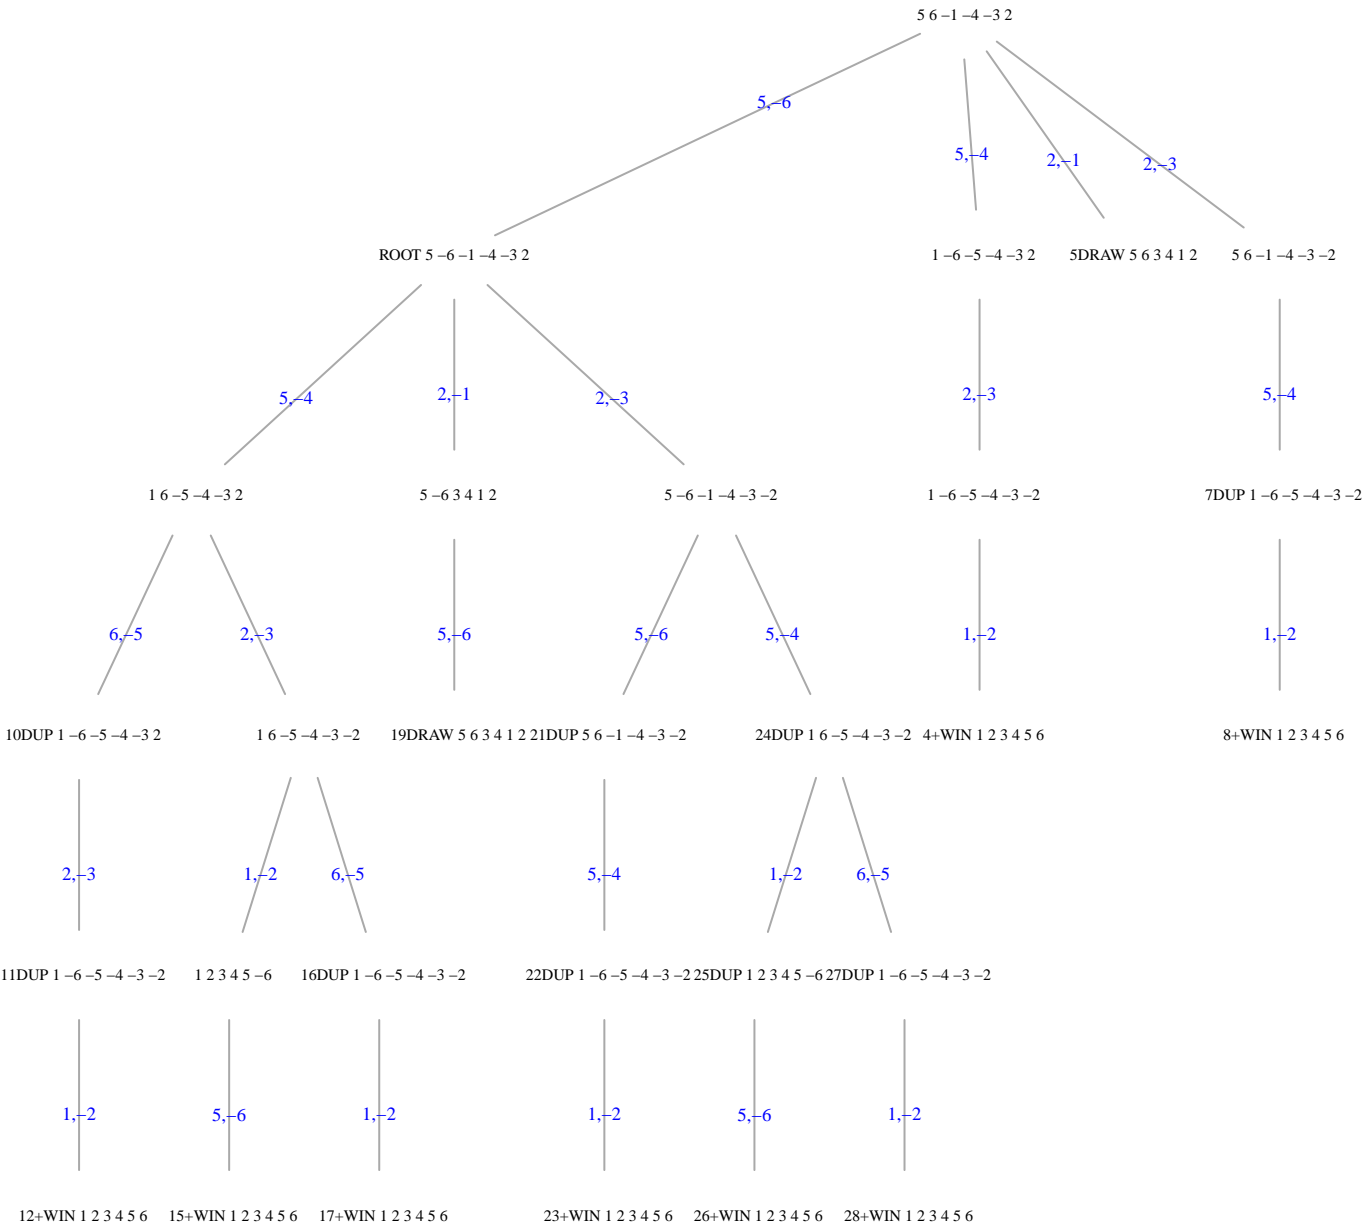 5 6 –1 –4 –3 2
5,–6
5,–4
2,–1
2,–3
ROOT 5 –6 –1 –4 –3 2
1 –6 –5 –4 –3 2
5DRAW 5 6 3 4 1 2
5 6 –1 –4 –3 –2
5,–4
2,–1
2,–3
2,–3
5,–4
1 6 –5 –4 –3 2
5 –6 3 4 1 2
5 –6 –1 –4 –3 –2
1 –6 –5 –4 –3 –2
7DUP 1 –6 –5 –4 –3 –2
6,–5
2,–3
5,–6
5,–6
5,–4
1,–2
1,–2
10DUP 1 –6 –5 –4 –3 2
1 6 –5 –4 –3 –2
19DRAW 5 6 3 4 1 2
21DUP 5 6 –1 –4 –3 –2
24DUP 1 6 –5 –4 –3 –2
4+WIN 1 2 3 4 5 6
8+WIN 1 2 3 4 5 6
2,–3
1,–2
6,–5
5,–4
1,–2
6,–5
11DUP 1 –6 –5 –4 –3 –2
1 2 3 4 5 –6
16DUP 1 –6 –5 –4 –3 –2
22DUP 1 –6 –5 –4 –3 –2
25DUP 1 2 3 4 5 –6
27DUP 1 –6 –5 –4 –3 –2
1,–2
5,–6
1,–2
1,–2
5,–6
1,–2
12+WIN 1 2 3 4 5 6
15+WIN 1 2 3 4 5 6
17+WIN 1 2 3 4 5 6
23+WIN 1 2 3 4 5 6
26+WIN 1 2 3 4 5 6
28+WIN 1 2 3 4 5 6